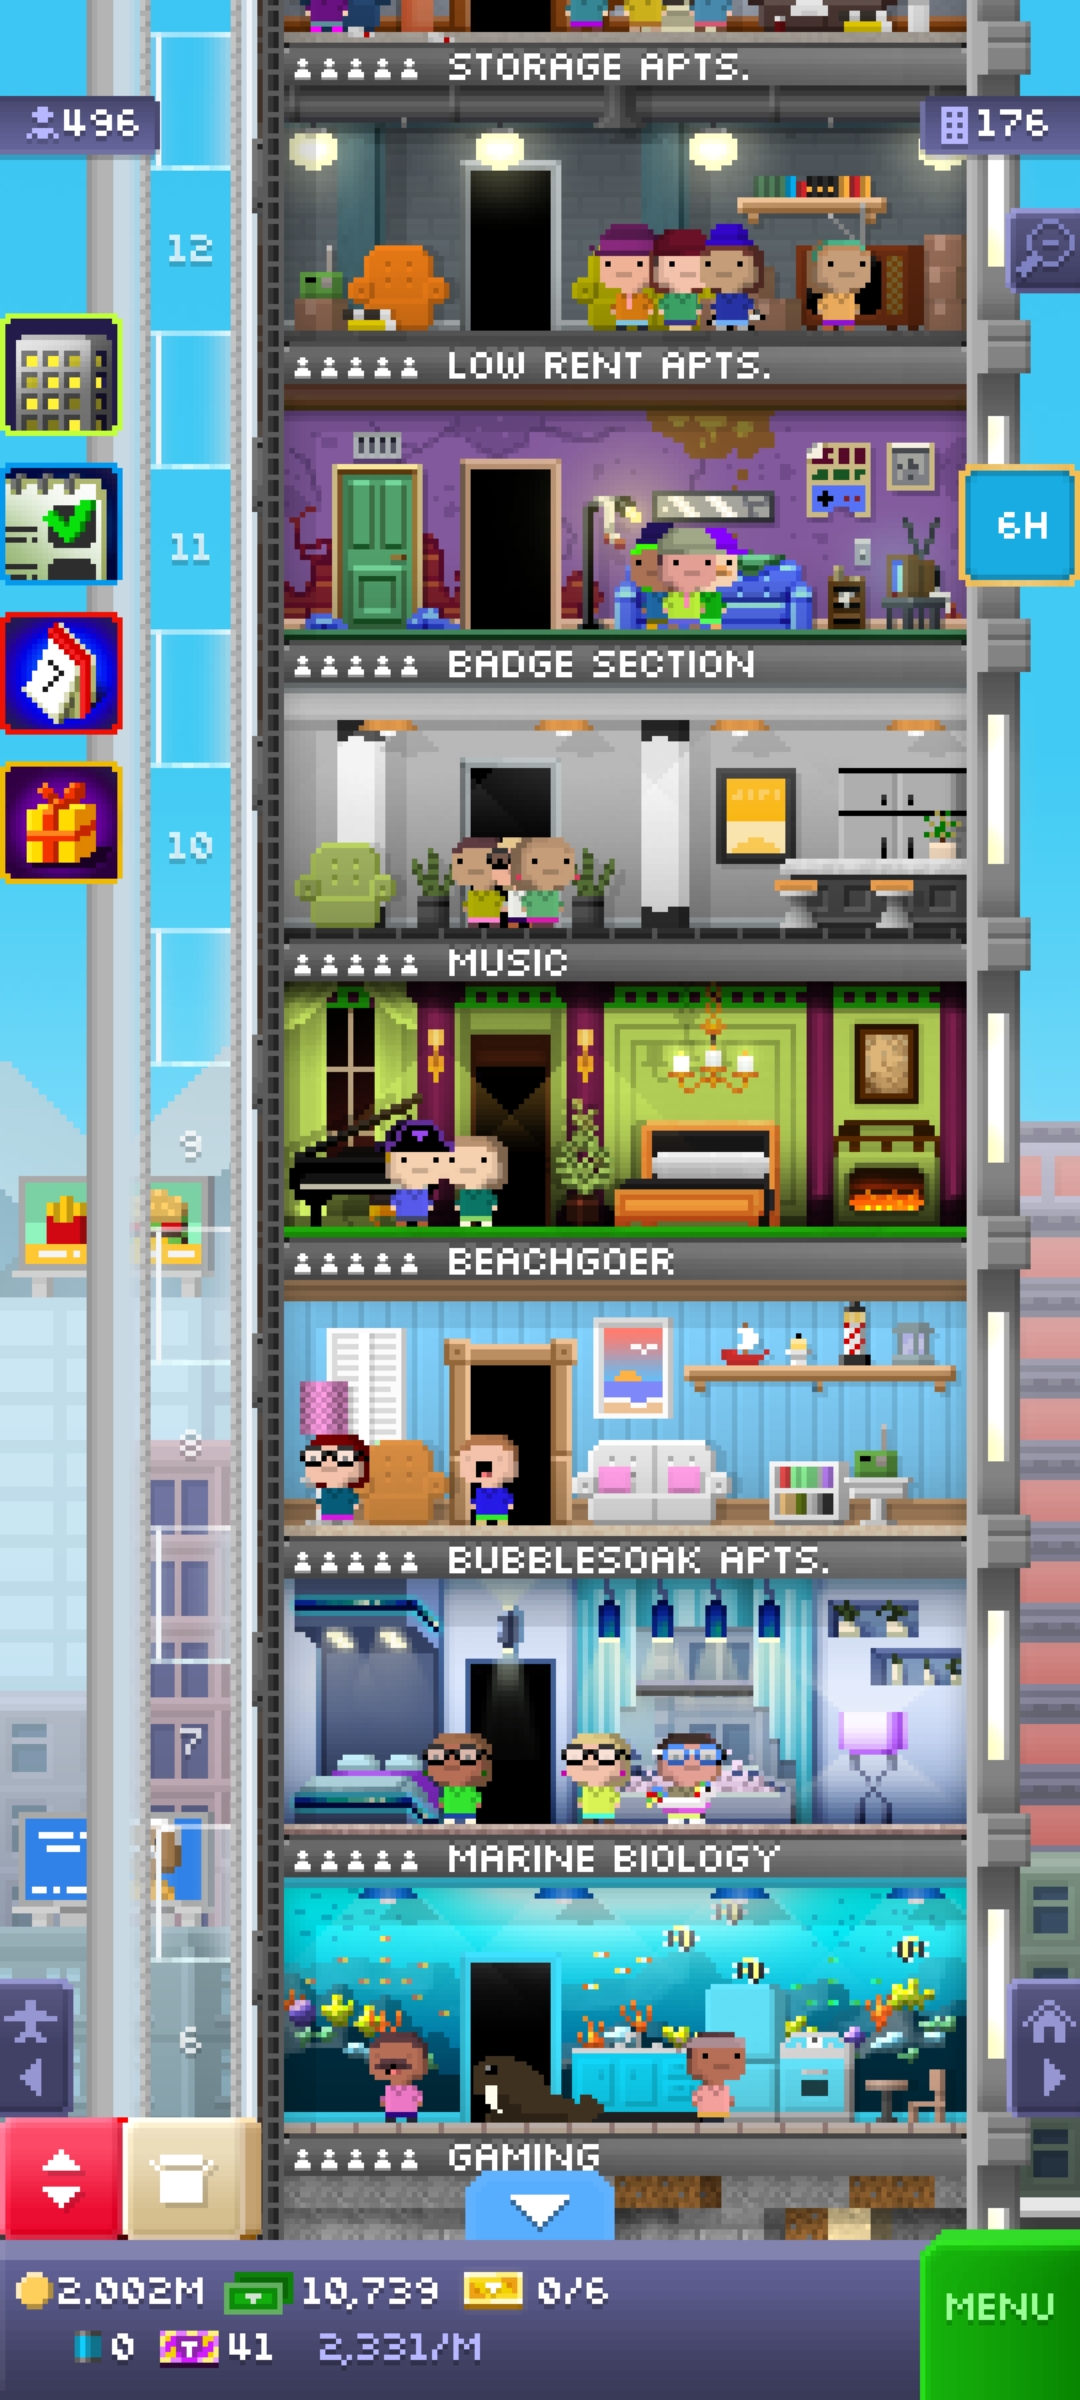 STORAGE APTS.
496
176
12
LOW RENT APTS.
11
6H
BADGE SECTION
10
MUSIC
9
BEACHGOER
8
BUBBLESOAK APTS.
7
MARINE BIOLOGY
6
GAMING
2.002M 10,739 0/6
0 T 41 2,331/M
MENU